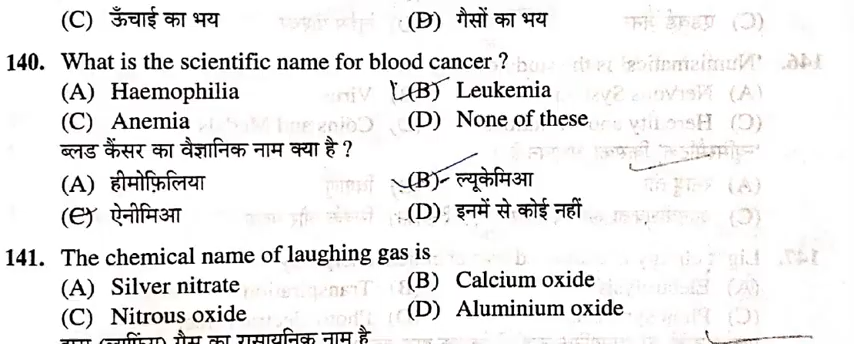 (C) ऊँचाई का भय (D) गैसों का भय
140. What is the scientific name for blood cancer ?
(A) Haemophilia (B) Leukemia
(C) Anemia (D) None of these
ब्लड कैंसर का वैज्ञानिक नाम क्या है ?
(A) हीमोफ़िलिया (B) ल्यूकेमिआ
(C) ऐनीमिआ (D) इनमें से कोई नहीं
141. The chemical name of laughing gas is
(A) Silver nitrate (B) Calcium oxide
(C) Nitrous oxide (D) Aluminium oxide
हास्य (लाफिंग) गैस का रासायनिक नाम है